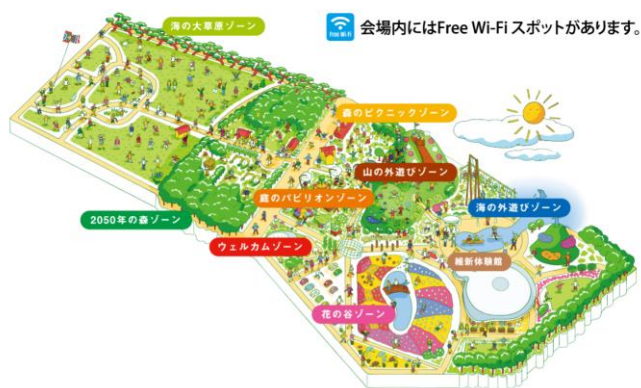 海の大草原ゾーン
Free Wi-Fi
会場内にはFree Wi-Fiスポットがあります。
森のピクニックゾーン
山の外遊びゾーン
庭のパビリオンゾーン
海の外遊びゾーン
2050年の森ゾーン
ウェルカムゾーン
維新体験館
花の谷ゾーン